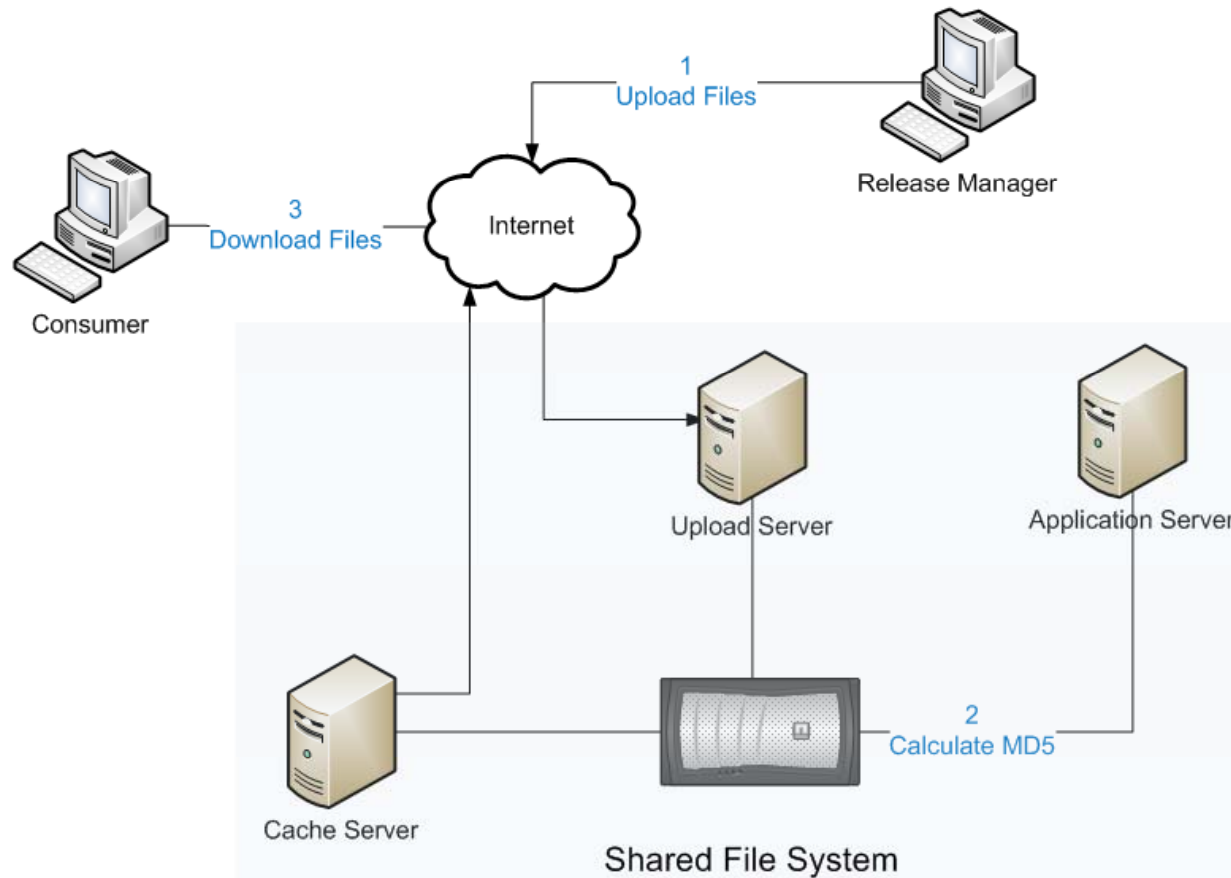 1
Upload Files
Release Manager
3
Download Files
Internet
Consumer
Upload Server
Application Server
2
Calculate MD5
Cache Server
Shared File System